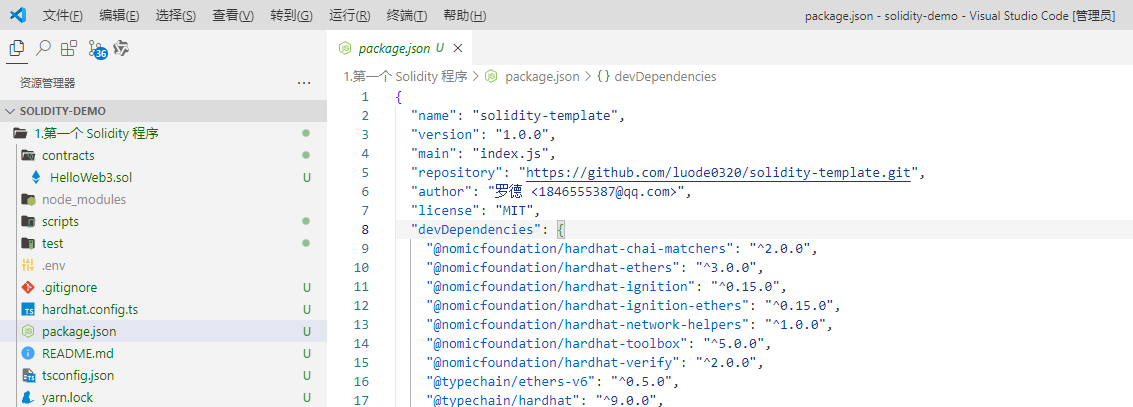 文件(F) 编辑(E) 选择(S) 查看(V) 转到(G) 运行(R) 终端(T) 帮助(H) package.json - solidity-demo - Visual Studio Code [管理员]
36
资源管理器 ···
SOLIDITY-DEMO
1.第一个 Solidity 程序
contracts
HelloWeb3.sol U
node_modules
scripts
test
.env
.gitignore U
TS hardhat.config.ts U
package.json U
README.md U
TS tsconfig.json U
yarn.lock U
package.json U
1.第一个 Solidity 程序 > package.json > {} devDependencies
1 {
2 "name": "solidity-template",
3 "version": "1.0.0",
4 "main": "index.js",
5 "repository": "https://github.com/luode0320/solidity-template.git",
6 "author": "罗德 <1846555387@qq.com>",
7 "license": "MIT",
8 "devDependencies": {
9 "@nomicfoundation/hardhat-chai-matchers": "^2.0.0",
10 "@nomicfoundation/hardhat-ethers": "^3.0.0",
11 "@nomicfoundation/hardhat-ignition": "^0.15.0",
12 "@nomicfoundation/hardhat-ignition-ethers": "^0.15.0",
13 "@nomicfoundation/hardhat-network-helpers": "^1.0.0",
14 "@nomicfoundation/hardhat-toolbox": "^5.0.0",
15 "@nomicfoundation/hardhat-verify": "^2.0.0",
16 "@typechain/ethers-v6": "^0.5.0",
17 "@typechain/hardhat": "^9.0.0",